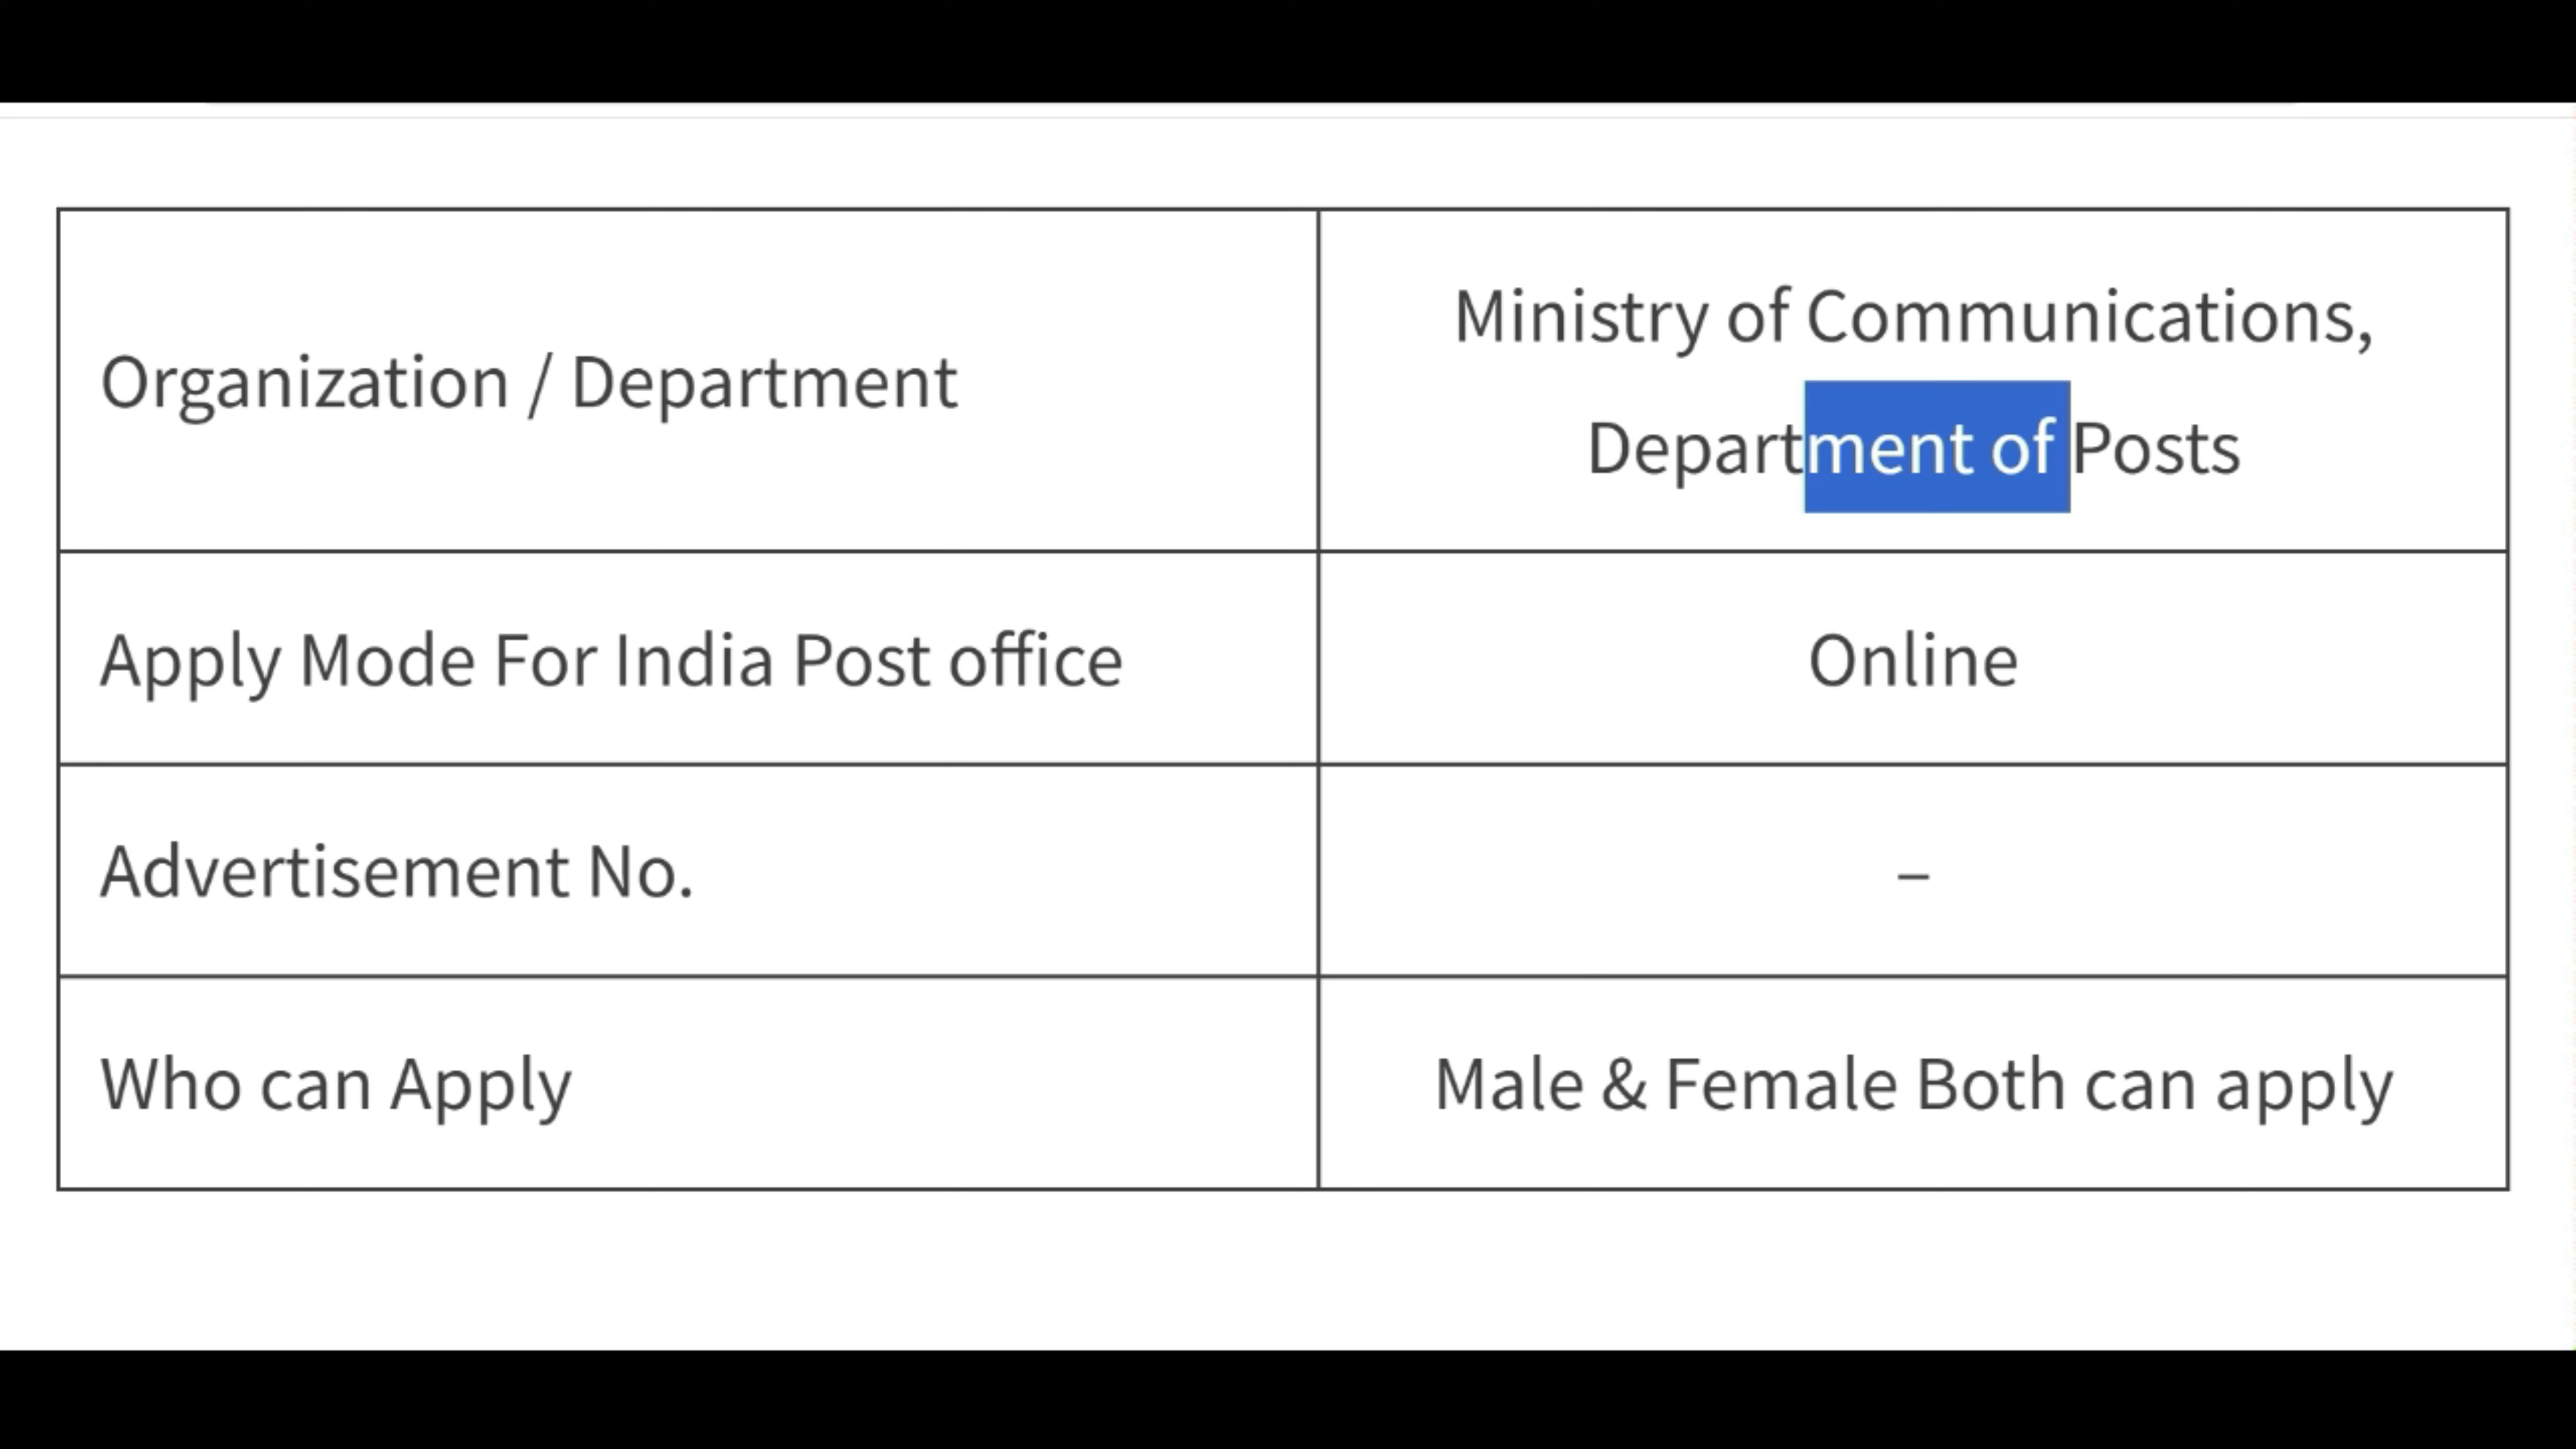 Organization / Department
Ministry of Communications,
Department of Posts
Apply Mode For India Post office
Online
Advertisement No.
–
Who can Apply
Male & Female Both can apply